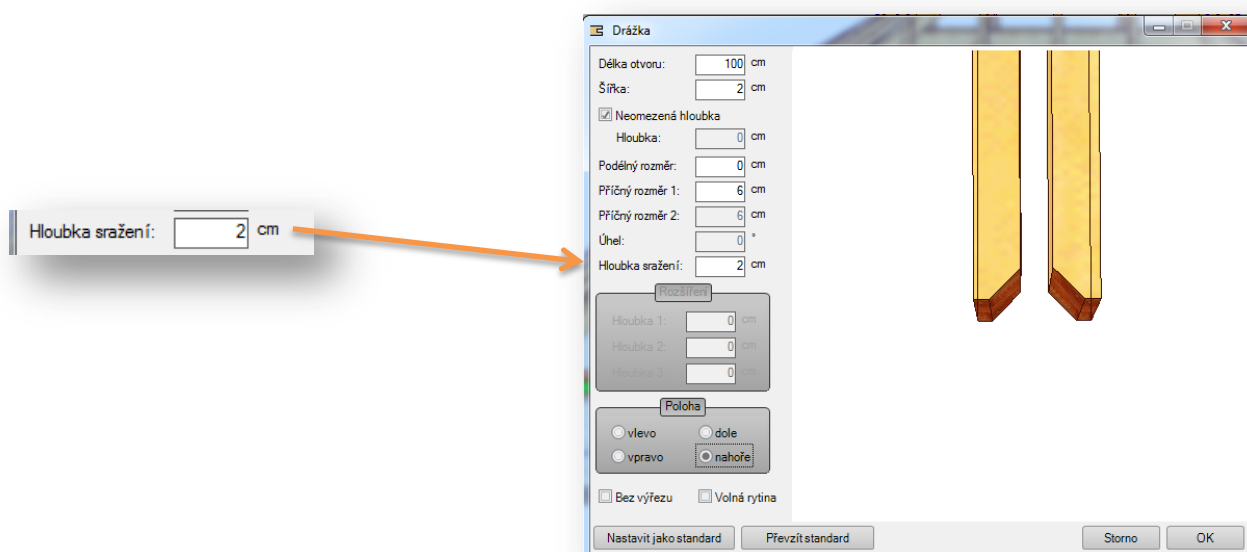 Hloubka sražení: 2 cm
Drážka
Délka otvoru: 100 cm
Šířka: 2 cm
Neomezená hloubka
Hloubka: 0 cm
Podélný rozměr: 0 cm
Příčný rozměr 1: 6 cm
Příčný rozměr 2: 6 cm
Úhel: 0 °
Hloubka sražení: 2 cm
Rozšíření
Hloubka 1: 0 cm
Hloubka 2: 0 cm
Hloubka 3 0 cm
Poloha
vlevo dole
vpravo nahoře
Bez výřezu Volná rytina
Nastavit jako standard Převzít standard Storno OK